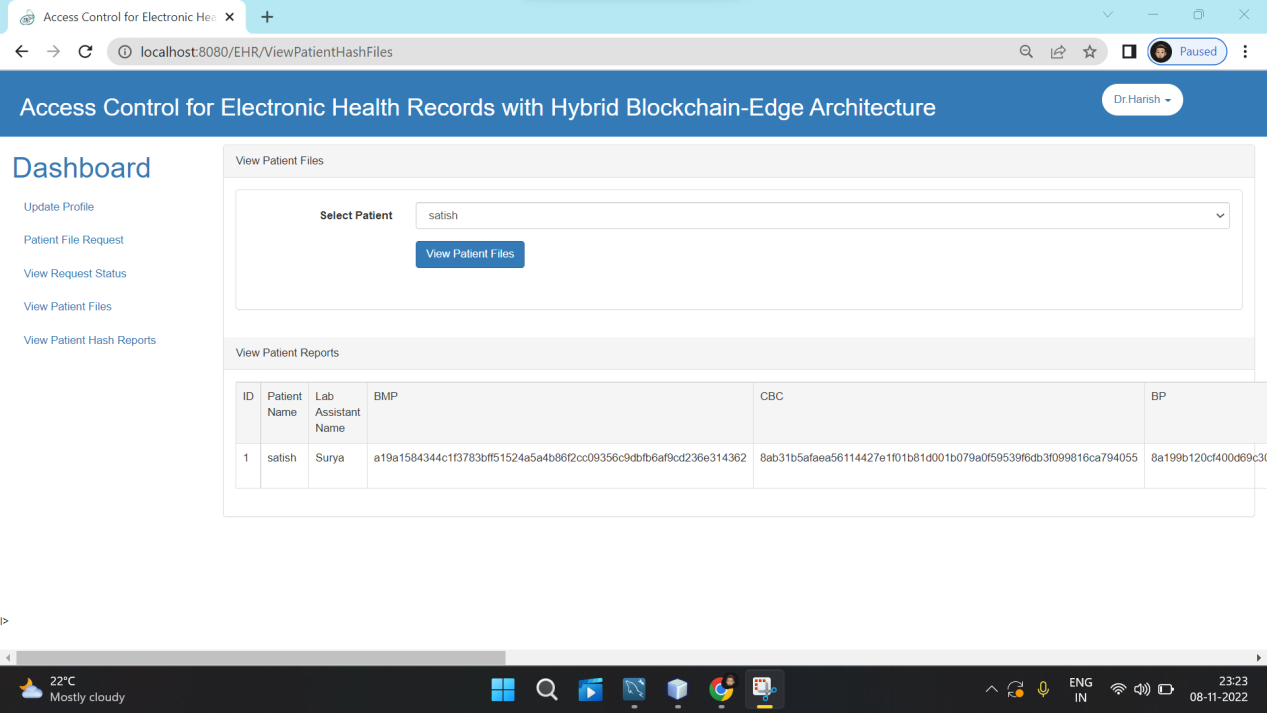 Access Control for Electronic Hea
localhost:8080/EHR/ViewPatientHashFiles
Paused
Access Control for Electronic Health Records with Hybrid Blockchain-Edge Architecture
Dr.Harish
Dashboard
Update Profile
Patient File Request
View Request Status
View Patient Files
View Patient Hash Reports
View Patient Files
Select Patient
satish
View Patient Files
View Patient Reports
ID Patient Name Lab Assistant Name BMP CBC BP
1 satish Surya a19a1584344c1f3783bff51524a5a4b86f2cc09356c9dbfb6af9cd236e314362 8ab31b5afaea56114427e1f01b81d001b079a0f59539f6db3f099816ca794055 8a199b120cf400d69c30
l>
22°C
Mostly cloudy
ENG
IN
23:23
08-11-2022